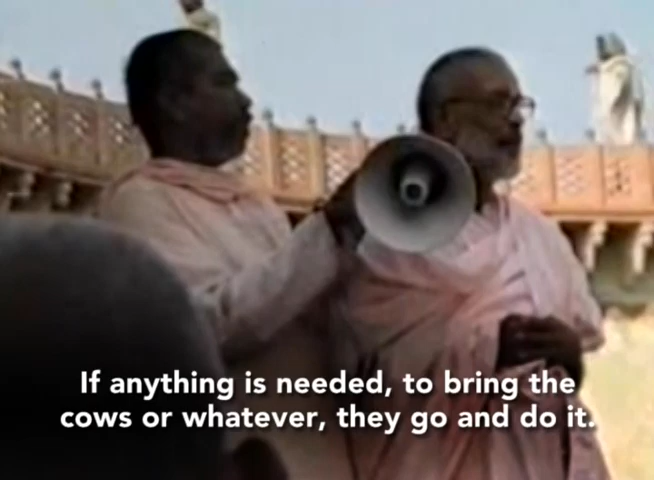 If anything is needed, to bring the
cows or whatever, they go and do it.